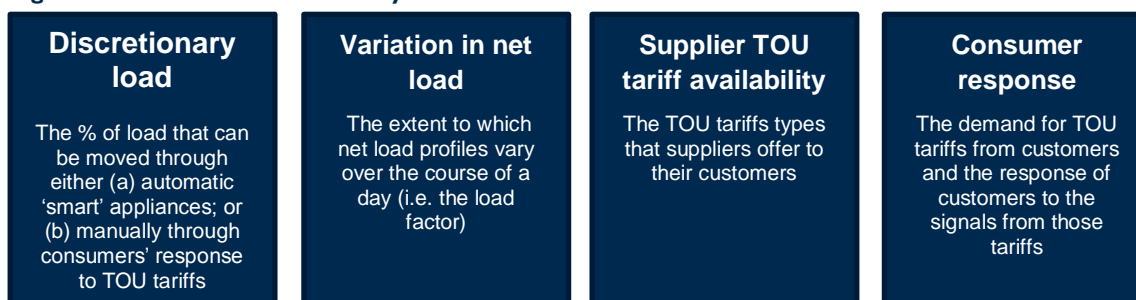 Discretionary
load
The % of load that can
be moved through
either (a) automatic
‘smart’ appliances; or
(b) manually through
consumers’ response
to TOU tariffs
Variation in net
load
The extent to which
net load profiles vary
over the course of a
day (i.e. the load
factor)
Supplier TOU
tariff availability
The TOU tariffs types
that suppliers offer to
their customers
Consumer
response
The demand for TOU
tariffs from customers
and the response of
customers to the
signals from those
tariffs